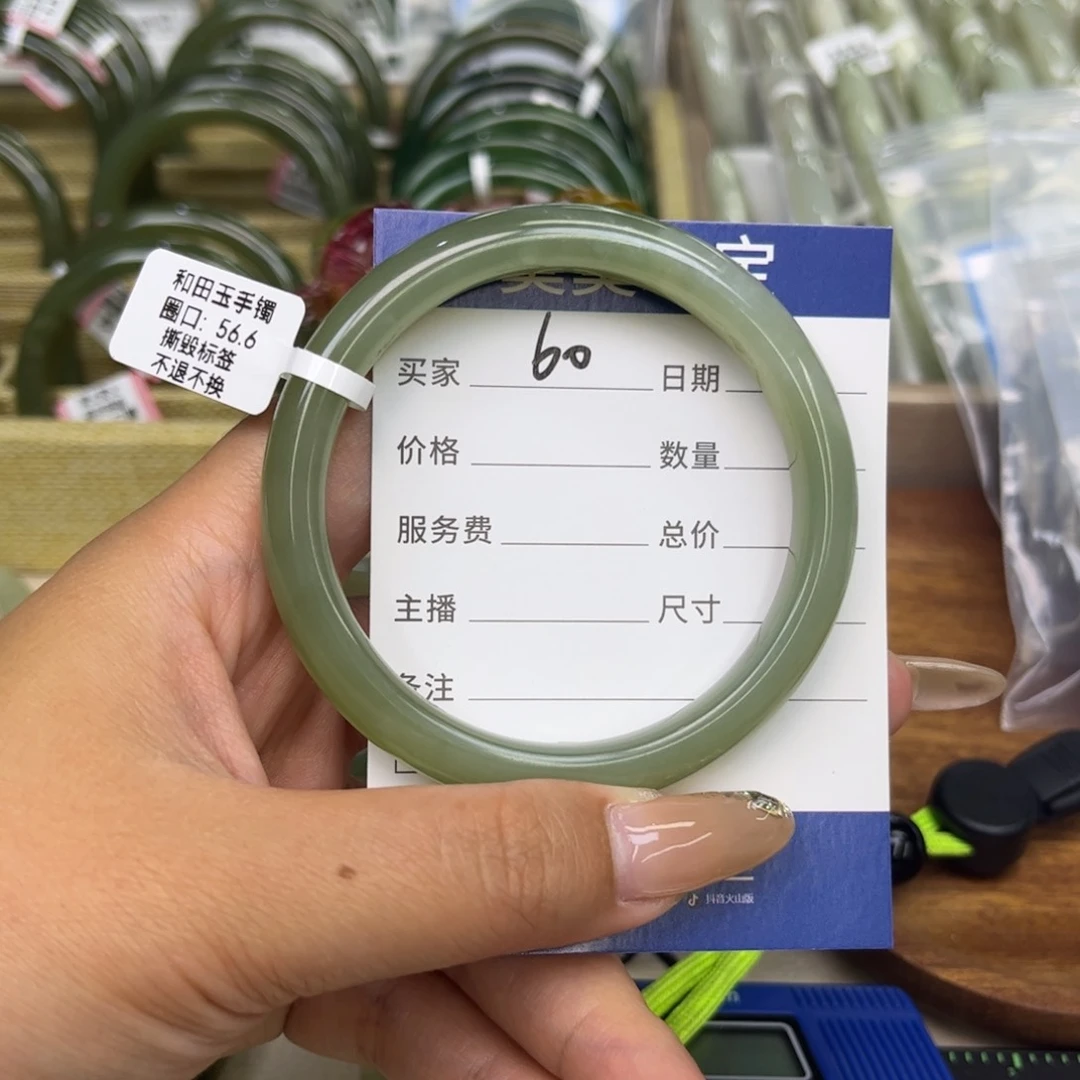 和田玉手镯
圈口: 56.6
撕毁标签
不退不换
买家 60 日期
价格 数量
服务费 总价
主播 尺寸
备注
抖音火山版